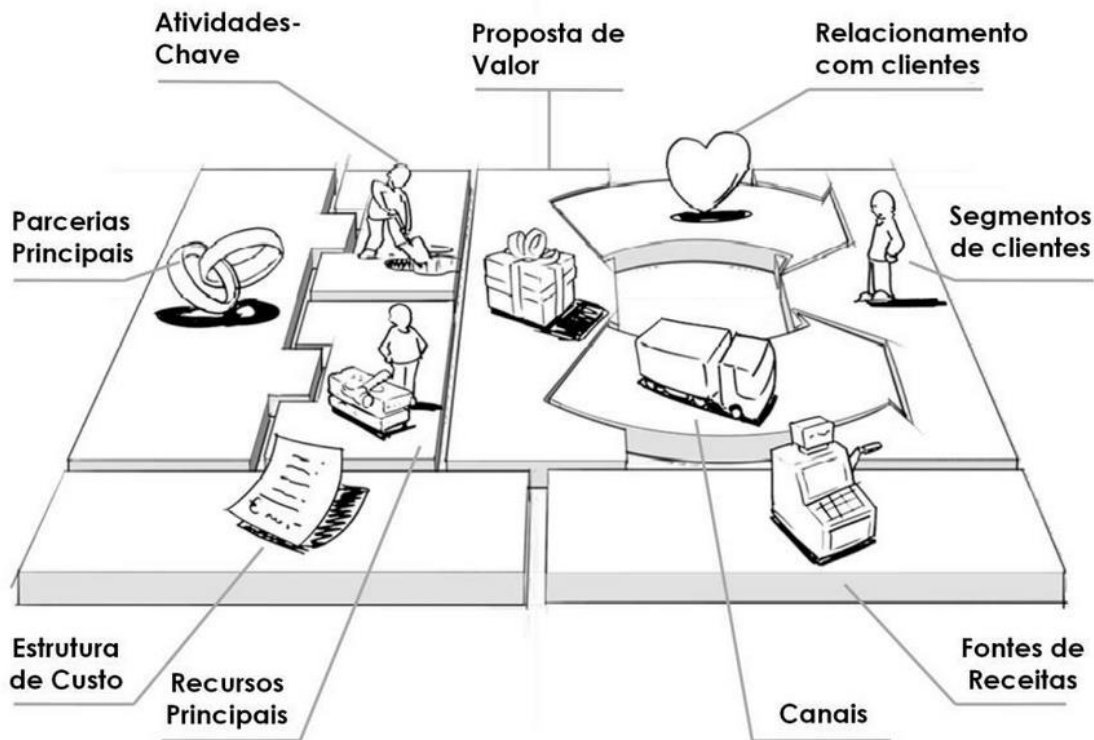 Atividades-
Chave
Proposta de
Valor
Relacionamento
com clientes
Parcerias
Principais
Segmentos
de clientes
Estrutura
de Custo
Recursos
Principais
Canais
Fontes de
Receitas